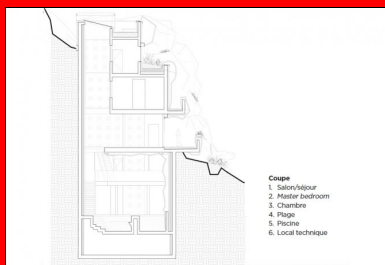 Coupe
1. Salon/séjour
2. Master bedroom
3. Chambre
4. Plage
5. Piscine
6. Local technique